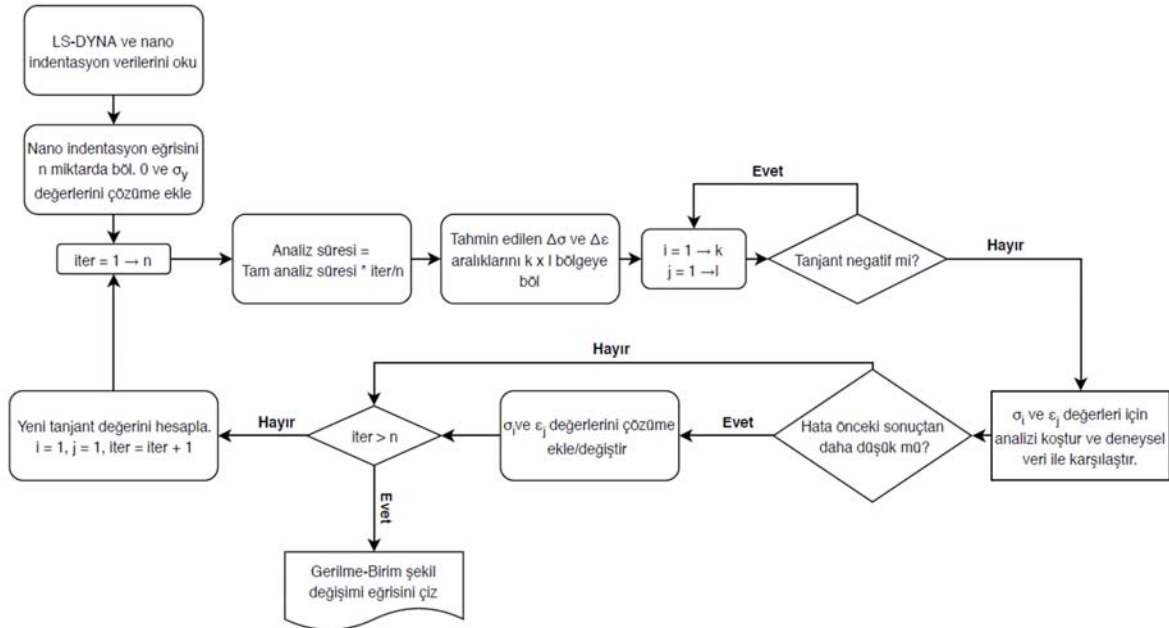 LS-DYNA ve nano
indentasyon verilerini oku
Nano indentasyon eğrisini
n miktarda böl. 0 ve σy
değerlerini çözüme ekle
iter = 1 → n
Analiz süresi =
Tam analiz süresi * iter/n
Tahmin edilen Δσ ve Δε
aralıklarını k x l bölgeye
böl
i = 1 → k
j = 1 →l
Evet
Tanjant negatif mi?
Hayır
σi ve εj değerleri için
analizi koştur ve deneysel
veri ile karşılaştır.
Hata önceki sonuçtan
daha düşük mü?
Hayır
Evet
σi ve εj değerlerini çözüme
ekle/değiştir
iter > n
Hayır
Yeni tanjant değerini hesapla.
i = 1, j = 1, iter = iter + 1
Evet
Gerilme-Birim şekil
değişimi eğrisini çiz